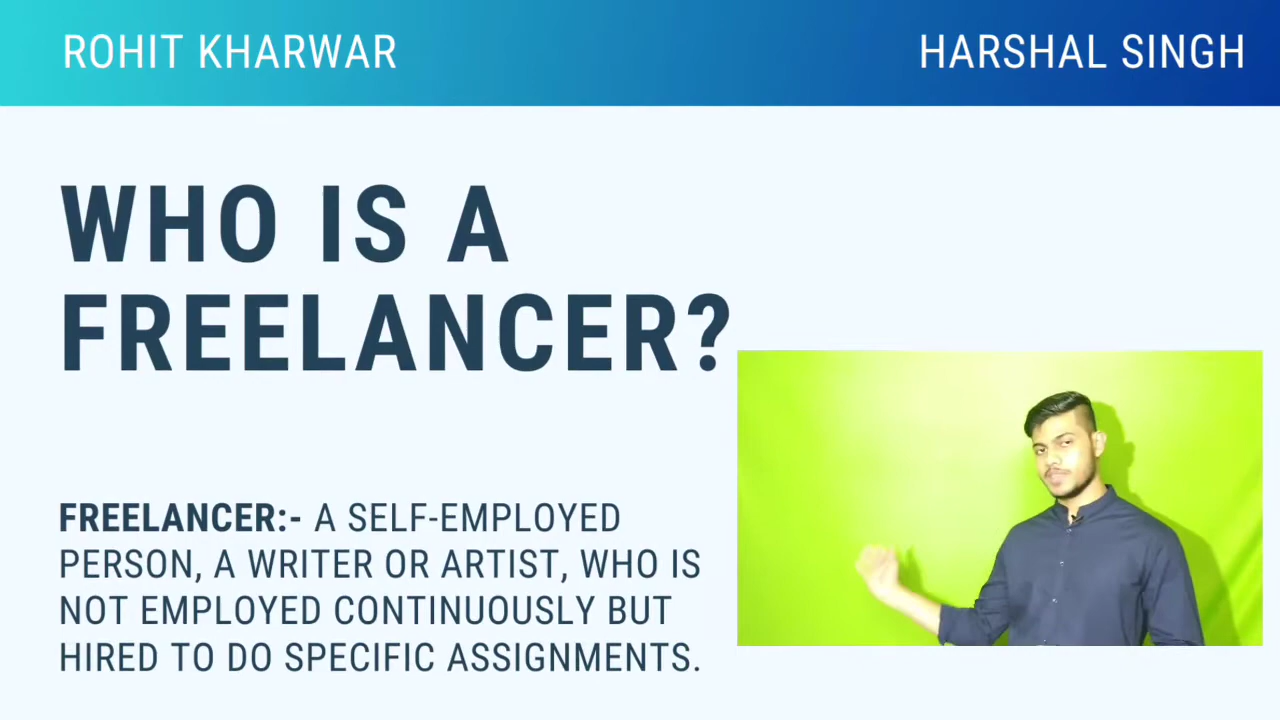 ROHIT KHARWAR
HARSHAL SINGH
WHO IS A
FREELANCER?
FREELANCER:- A SELF-EMPLOYED
PERSON, A WRITER OR ARTIST, WHO IS
NOT EMPLOYED CONTINUOUSLY BUT
HIRED TO DO SPECIFIC ASSIGNMENTS.